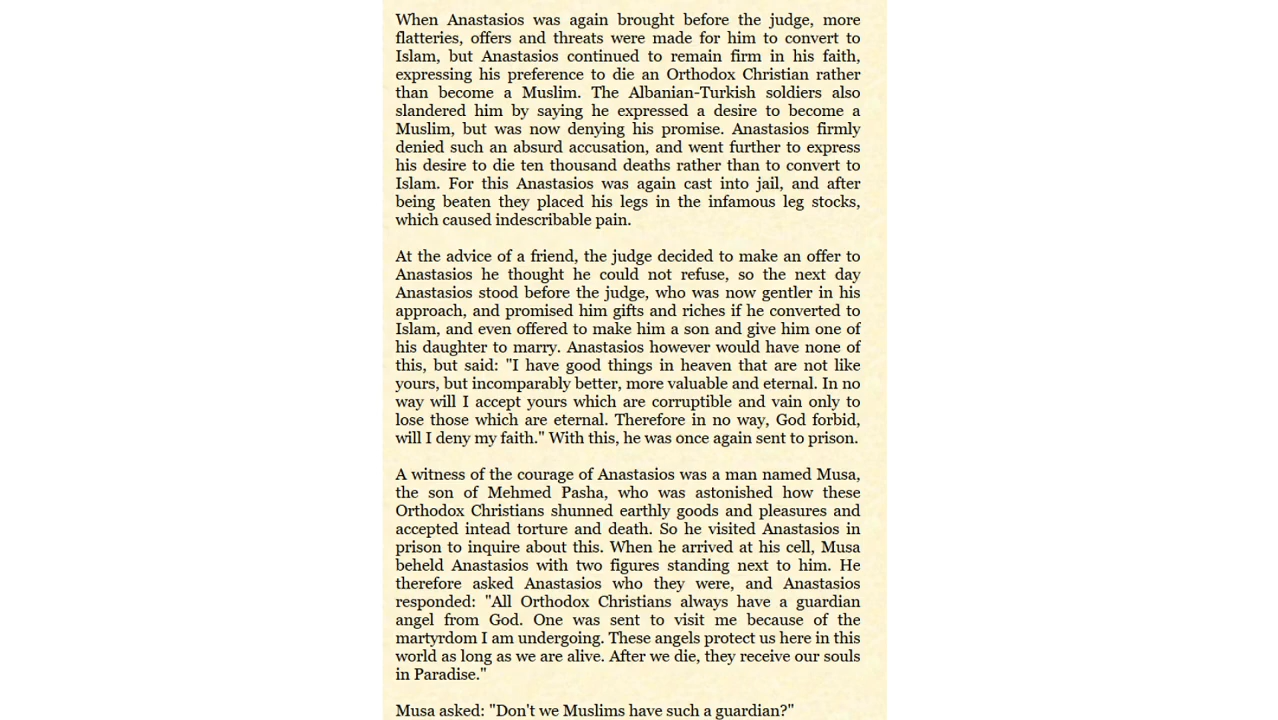 When Anastasios was again brought before the judge, more
flatteries, offers and threats were made for him to convert to
Islam, but Anastasios continued to remain firm in his faith,
expressing his preference to die an Orthodox Christian rather
than become a Muslim. The Albanian-Turkish soldiers also
slandered him by saying he expressed a desire to become a
Muslim, but was now denying his promise. Anastasios firmly
denied such an absurd accusation, and went further to express
his desire to die ten thousand deaths rather than to convert to
Islam. For this Anastasios was again cast into jail, and after
being beaten they placed his legs in the infamous leg stocks,
which caused indescribable pain.
At the advice of a friend, the judge decided to make an offer to
Anastasios he thought he could not refuse, so the next day
Anastasios stood before the judge, who was now gentler in his
approach, and promised him gifts and riches if he converted to
Islam, and even offered to make him a son and give him one of
his daughter to marry. Anastasios however would have none of
this, but said: "I have good things in heaven that are not like
yours, but incomparably better, more valuable and eternal. In no
way will I accept yours which are corruptible and vain only to
lose those which are eternal. Therefore in no way, God forbid,
will I deny my faith." With this, he was once again sent to prison.
A witness of the courage of Anastasios was a man named Musa,
the son of Mehmed Pasha, who was astonished how these
Orthodox Christians shunned earthly goods and pleasures and
accepted intead torture and death. So he visited Anastasios in
prison to inquire about this. When he arrived at his cell, Musa
beheld Anastasios with two figures standing next to him. He
therefore asked Anastasios who they were, and Anastasios
responded: "All Orthodox Christians always have a guardian
angel from God. One was sent to visit me because of the
martyrdom I am undergoing. These angels protect us here in this
world as long as we are alive. After we die, they receive our souls
in Paradise."
Musa asked: "Don't we Muslims have such a guardian?"